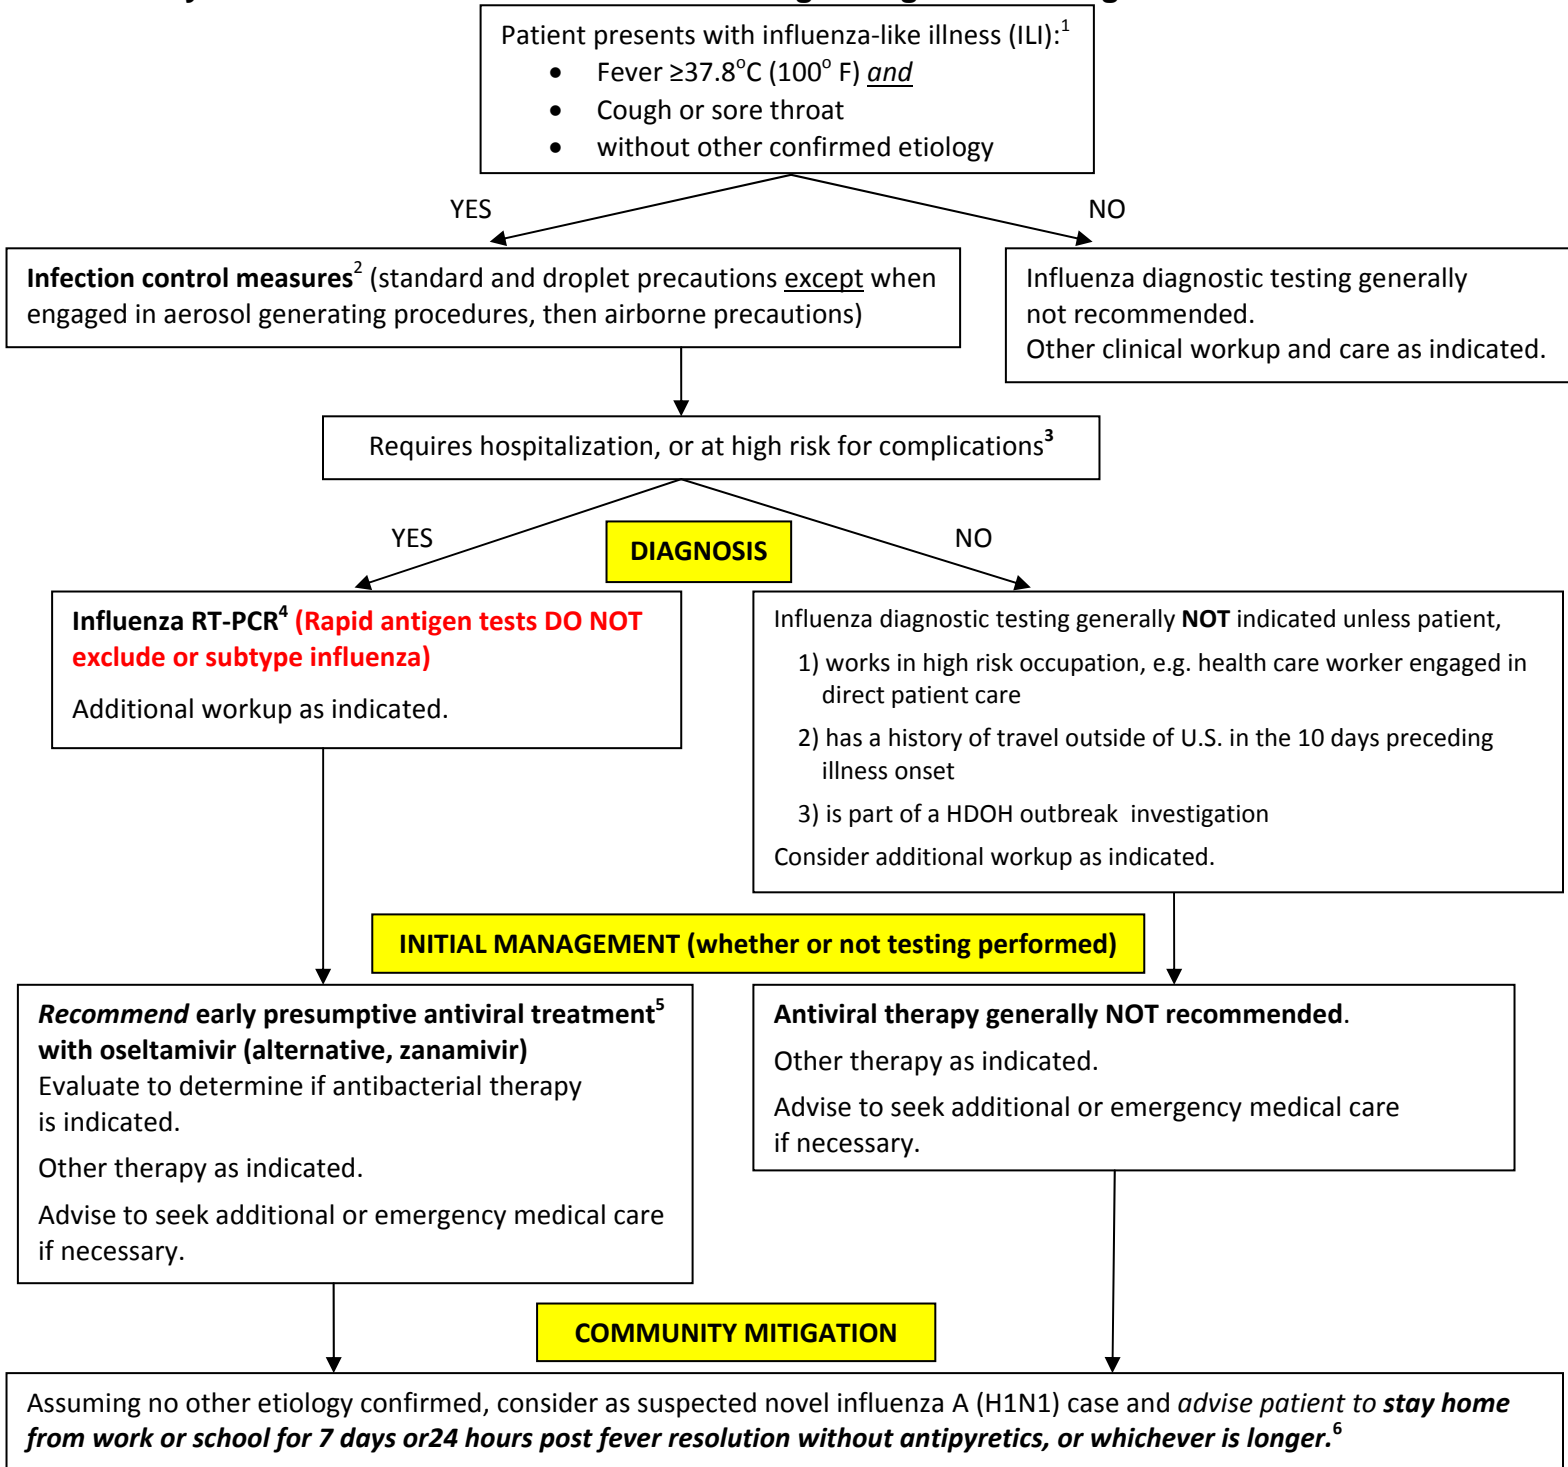 Patient presents with influenza-like illness (ILI):1
• Fever ≥37.8oC (100o F) and
• Cough or sore throat
• without other confirmed etiology
YES
NO
Infection control measures2 (standard and droplet precautions except when
engaged in aerosol generating procedures, then airborne precautions)
Influenza diagnostic testing generally
not recommended.
Other clinical workup and care as indicated.
Requires hospitalization, or at high risk for complications3
YES
NO
DIAGNOSIS
Influenza RT-PCR4 (Rapid antigen tests DO NOT
exclude or subtype influenza)
Additional workup as indicated.
Influenza diagnostic testing generally NOT indicated unless patient,
1) works in high risk occupation, e.g. health care worker engaged in
direct patient care
2) has a history of travel outside of U.S. in the 10 days preceding
illness onset
3) is part of a HDOH outbreak investigation
Consider additional workup as indicated.
INITIAL MANAGEMENT (whether or not testing performed)
Recommend early presumptive antiviral treatment5
with oseltamivir (alternative, zanamivir)
Evaluate to determine if antibacterial therapy
is indicated.
Other therapy as indicated.
Advise to seek additional or emergency medical care
if necessary.
Antiviral therapy generally NOT recommended.
Other therapy as indicated.
Advise to seek additional or emergency medical care
if necessary.
COMMUNITY MITIGATION
Assuming no other etiology confirmed, consider as suspected novel influenza A (H1N1) case and advise patient to stay home
from work or school for 7 days or24 hours post fever resolution without antipyretics, or whichever is longer.6